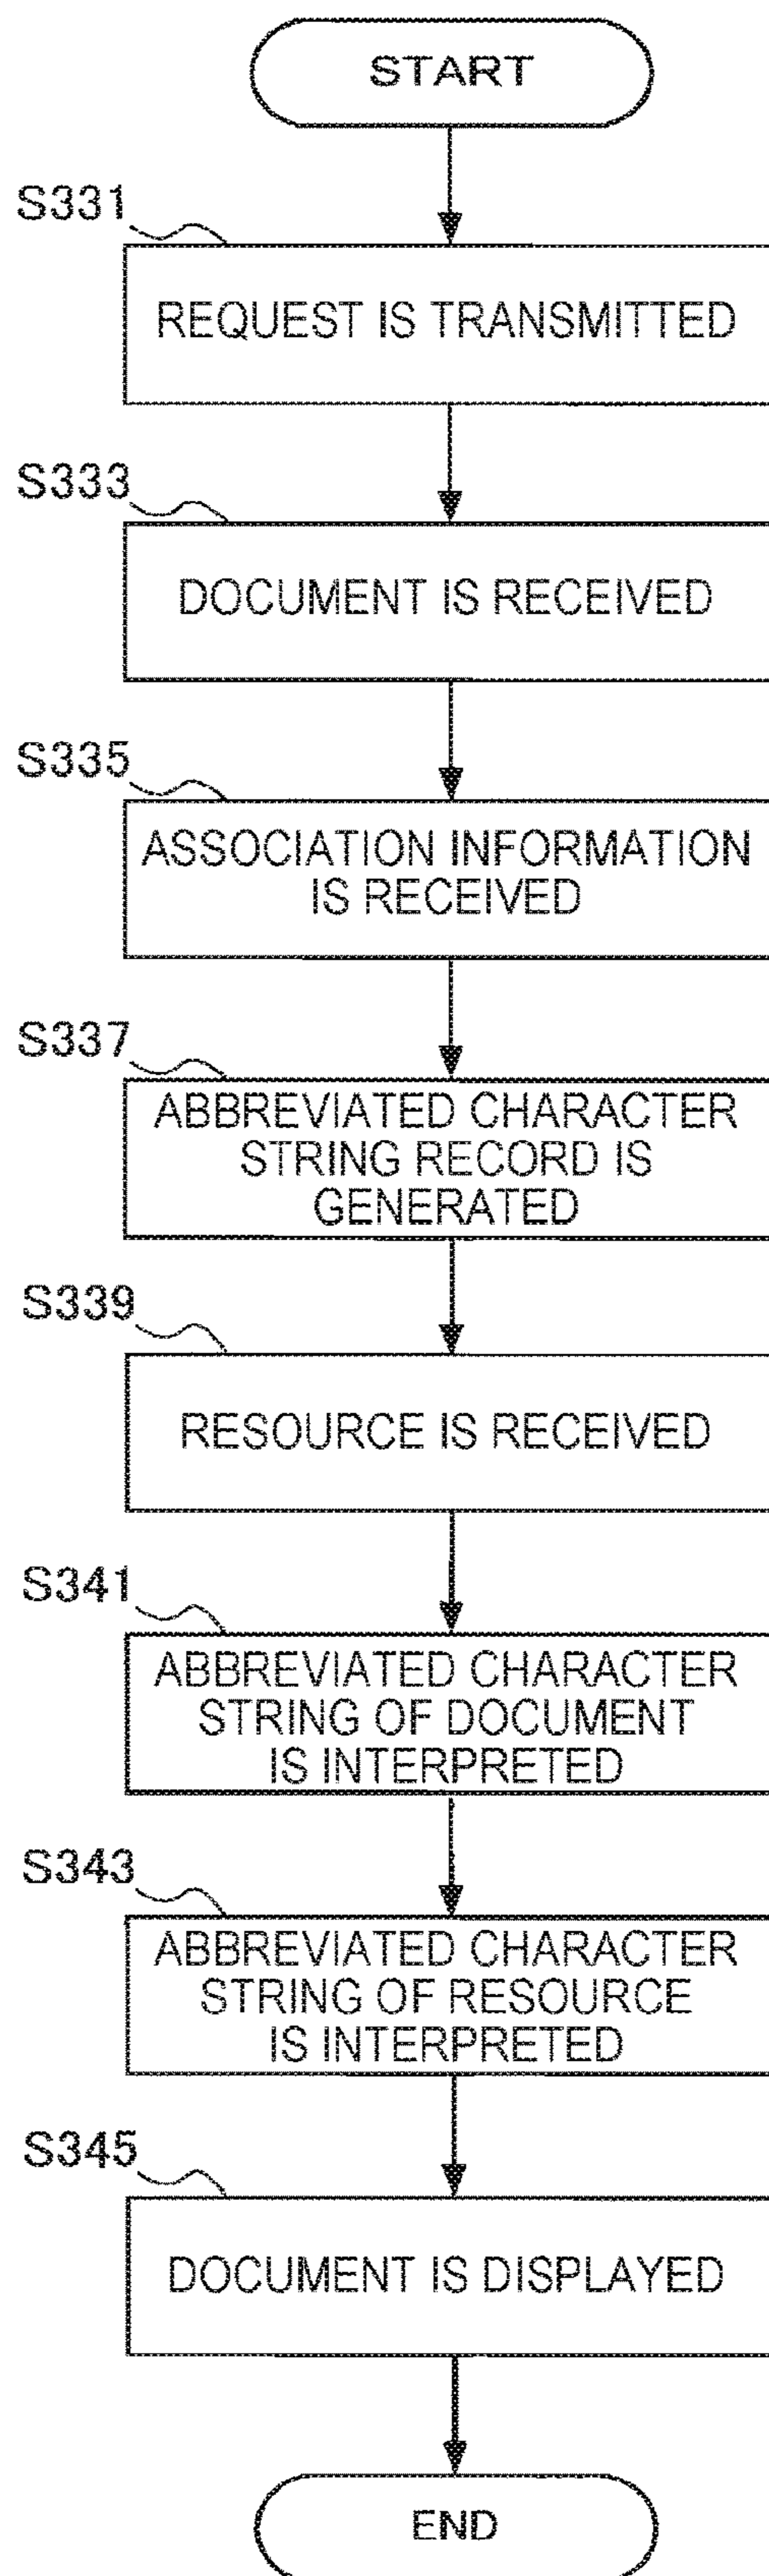 START
S331
REQUEST IS TRANSMITTED
S333
DOCUMENT IS RECEIVED
S335
ASSOCIATION INFORMATION
IS RECEIVED
S337
ABBREVIATED CHARACTER
STRING RECORD IS
GENERATED
S339
RESOURCE IS RECEIVED
S341
ABBREVIATED CHARACTER
STRING OF DOCUMENT
IS INTERPRETED
S343
ABBREVIATED CHARACTER
STRING OF RESOURCE
IS INTERPRETED
S345
DOCUMENT IS DISPLAYED
END